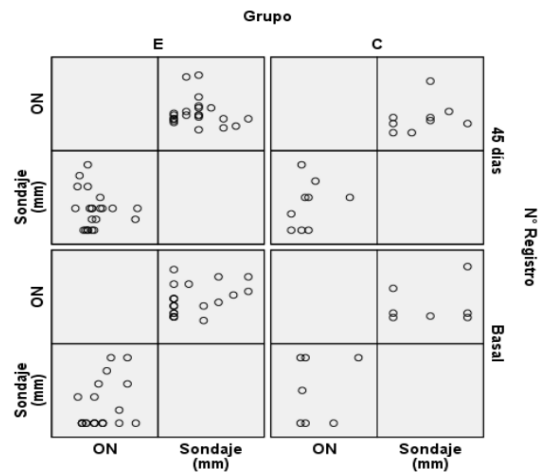 Grupo
E
C
ON
Sondaje
(mm)
45 días
ON
Sondaje
(mm)
Basal
N° Registro
ON
Sondaje
(mm)
ON
Sondaje
(mm)